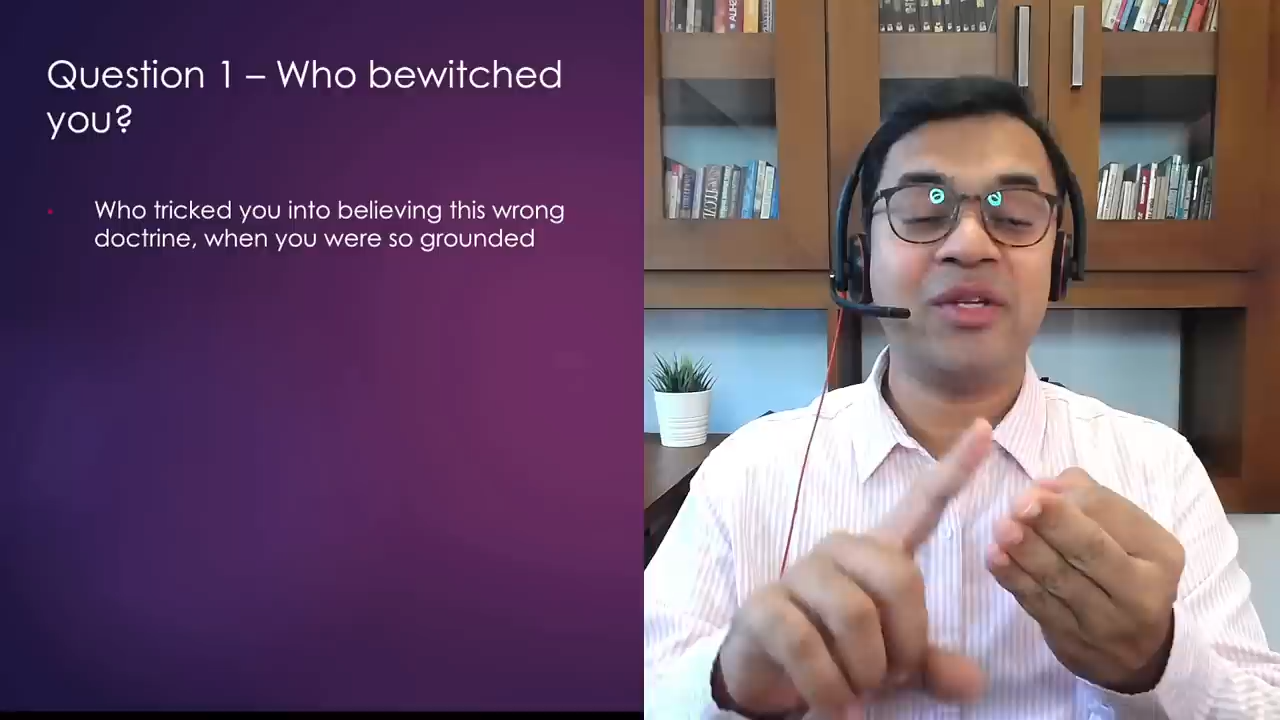 Question 1 – Who bewitched
you?
Who tricked you into believing this wrong
doctrine, when you were so grounded